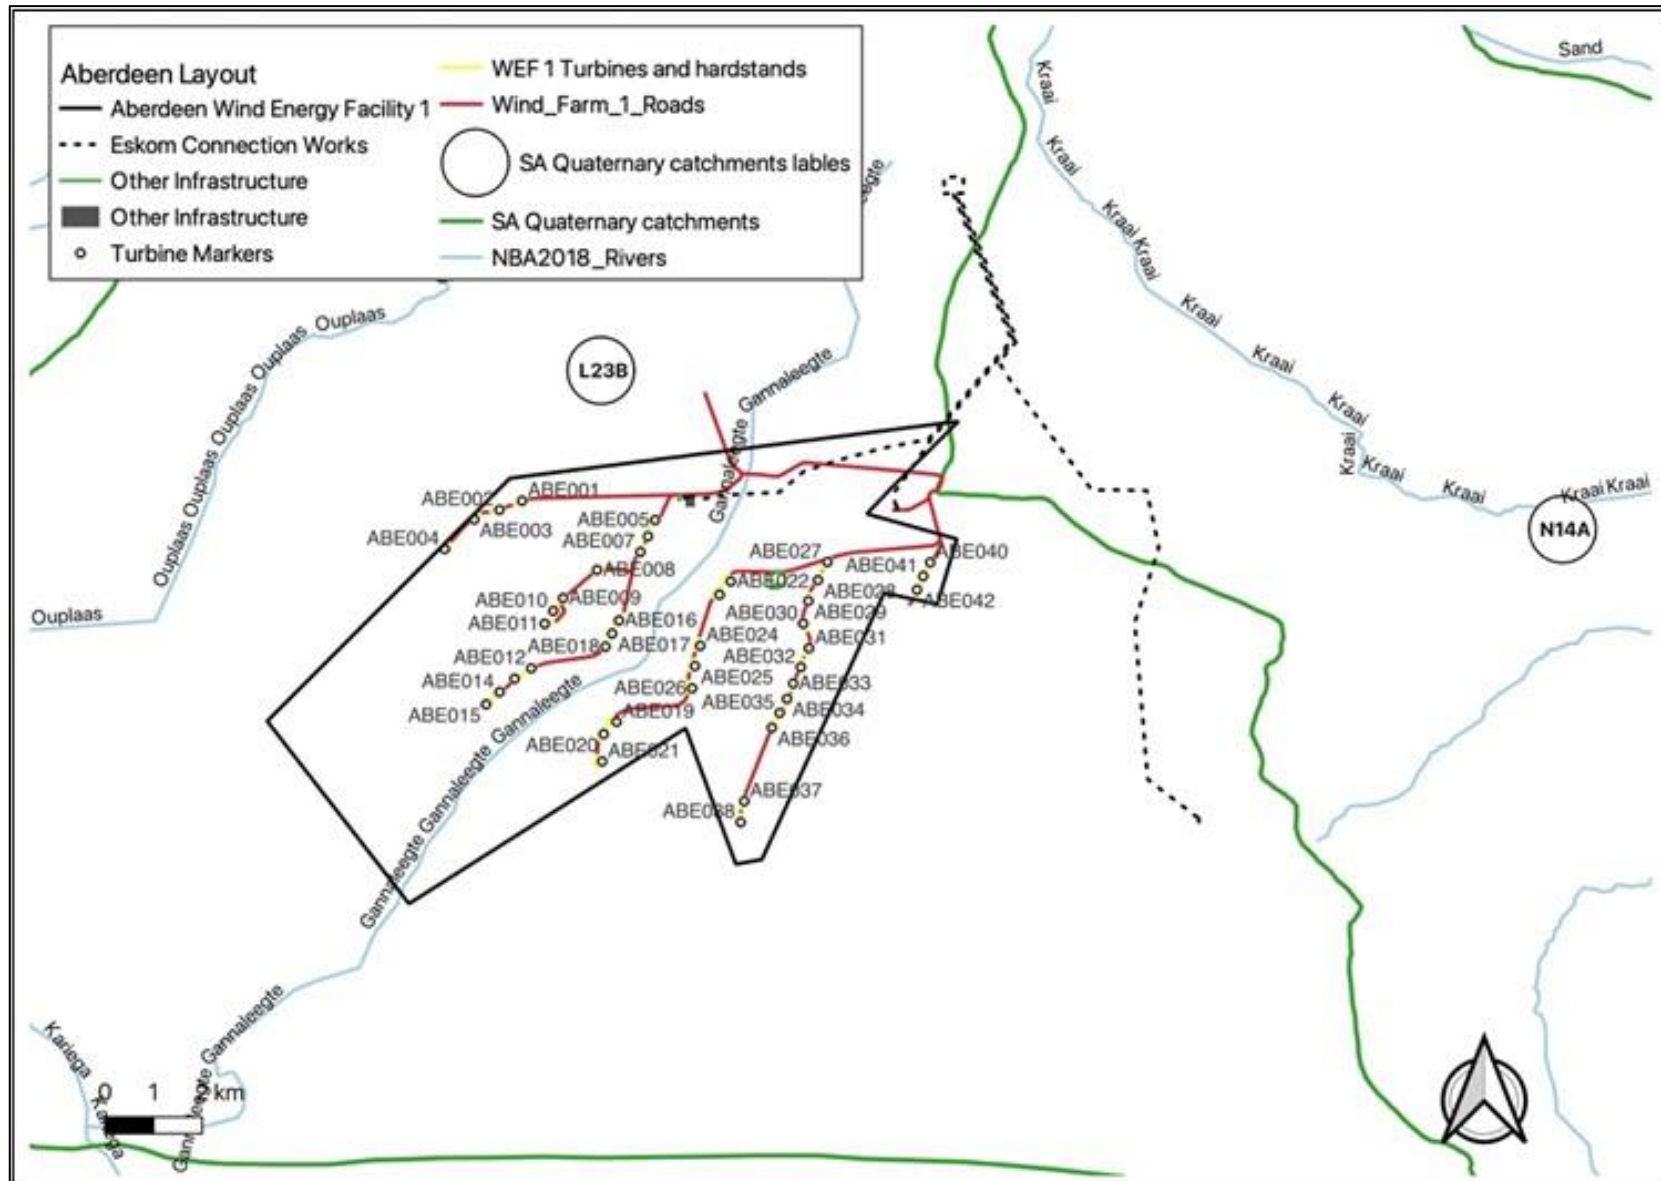 Aberdeen Layout
Aberdeen Wind Energy Facility 1
Eskom Connection Works
Other Infrastructure
Other Infrastructure
Turbine Markers
WEF 1 Turbines and hardstands
Wind_Farm_1_Roads
SA Quaternary catchments lables
SA Quaternary catchments
NBA2018_Rivers
Sand
Kraai
Kraai
Kraai Kraai
Kraai
Kraai
Kraai
Kraai
Kraai
Kraai
Kraai Kraai
N14A
L23B
Ouplaas Ouplaas Ouplaas Ouplaas Ouplaas
Ouplaas
Gannaleegte Gannaleegte
Gannaleegte
ABE001
ABE002
ABE003
ABE004
ABE005
ABE007
ABE008
ABE009
ABE010
ABE011
ABE016
ABE017
ABE018
ABE012
ABE014
ABE015
ABE027
ABE040
ABE041
ABE042
ABE022
ABE028
ABE029
ABE030
ABE031
ABE024
ABE032
ABE025
ABE033
ABE026
ABE035
ABE034
ABE019
ABE036
ABE020
ABE021
ABE037
ABE038
Gannaleegte Gannaleegte Gannaleegte
Gannaleegte
Kariega
Kariega
0 1 2 km